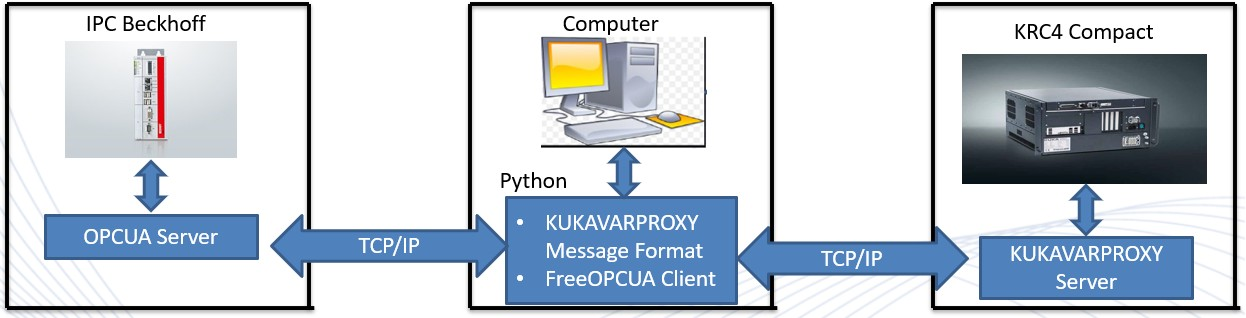 IPC Beckhoff
OPCUA Server
TCP/IP
Computer
Python
• KUKAVARPROXY
Message Format
• FreeOPCUA Client
TCP/IP
KRC4 Compact
KUKAVARPROXY
Server